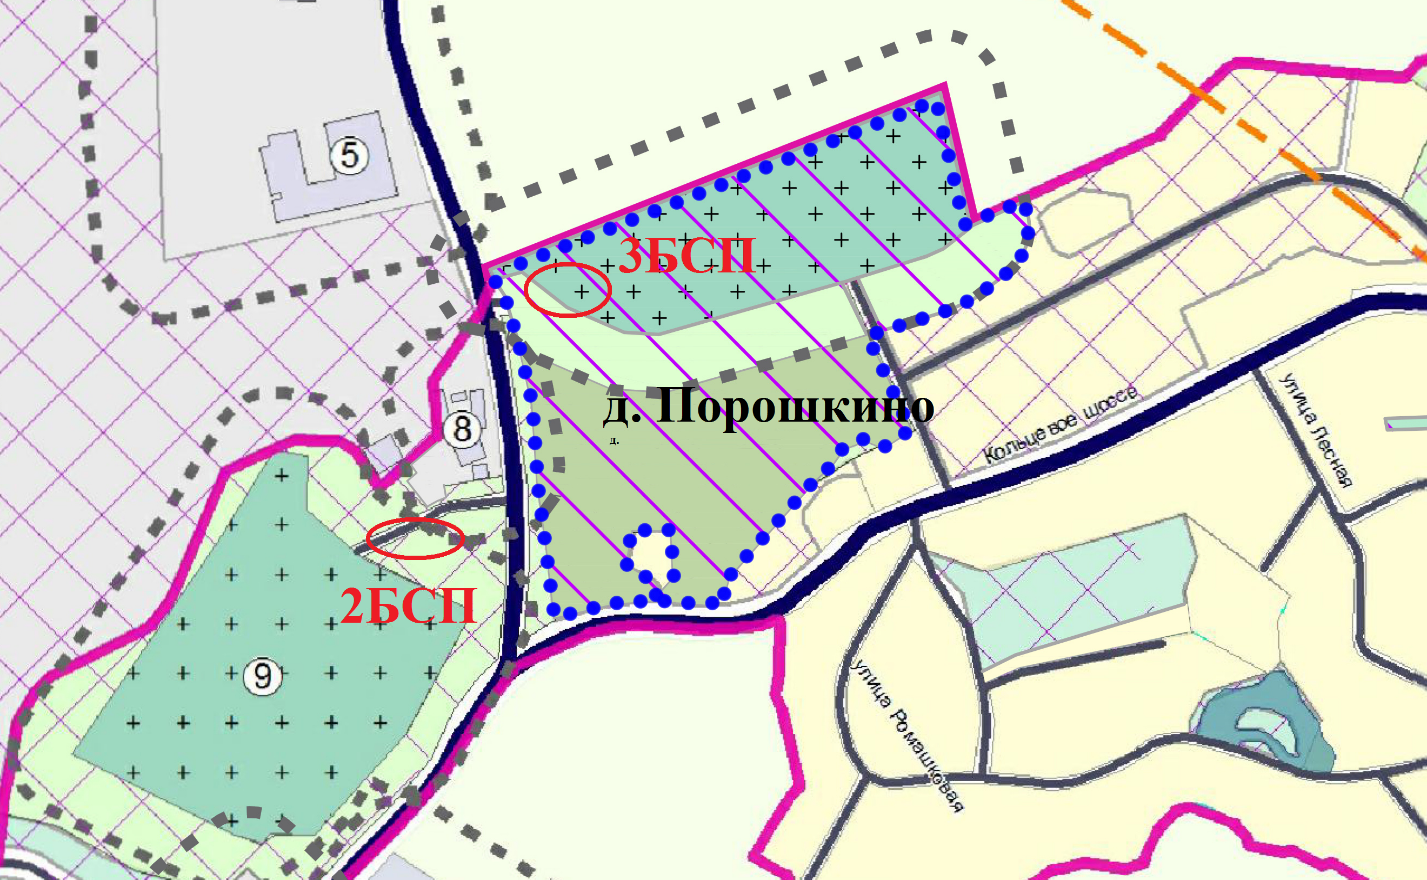 5
3БСП
д. Порошкино
д.
8
Кольцевое шоссе
улица Лесная
2БСП
9
улица Ромашковая